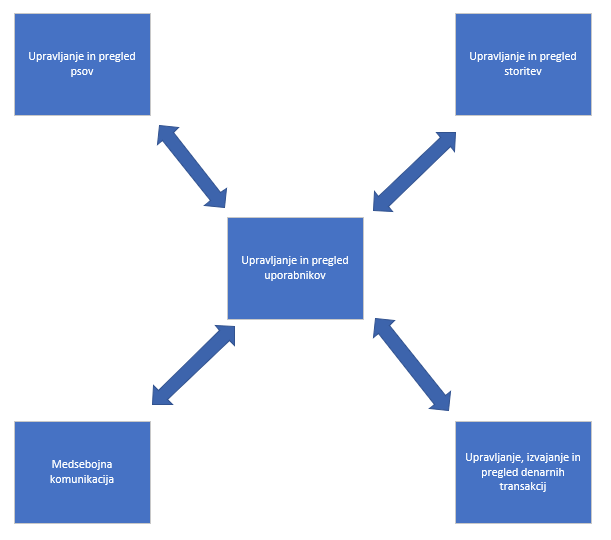 Upravljanje in pregled
psov
Upravljanje in pregled
storitev
Upravljanje in pregled
uporabnikov
Medsebojna
komunikacija
Upravljanje, izvajanje in
pregled denarnih
transakcij